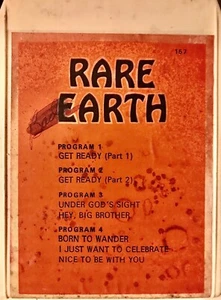 162
RARE
EARTH
PROGRAM 1
GET READY (Part 1)
PROGRAM 2
GET READY (Part 2)
PROGRAM 3
UNDER GOD'S SIGHT
HEY, BIG BROTHER
PROGRAM 4
BORN TO WANDER
I JUST WANT TO CELEBRATE
NICE TO BE WITH YOU